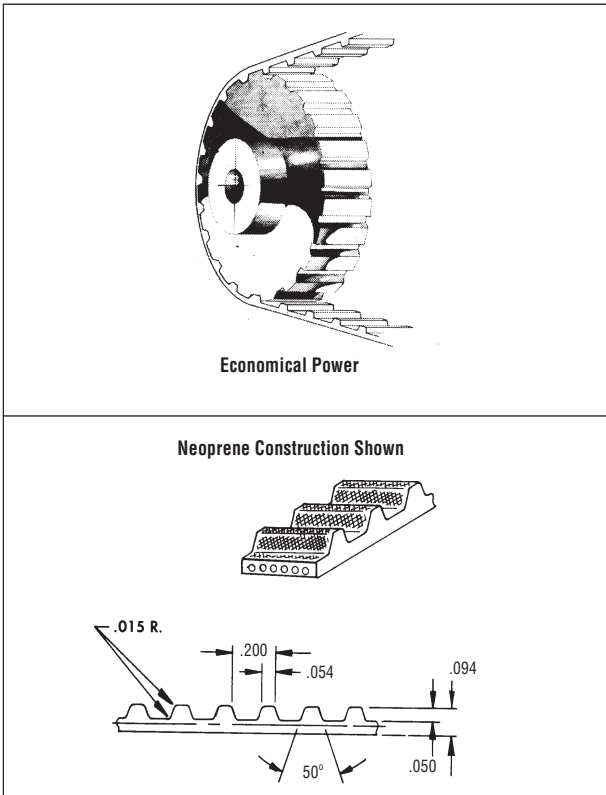 Economical Power
Neoprene Construction Shown
.015 R.
.200
.054
.094
.050
50°